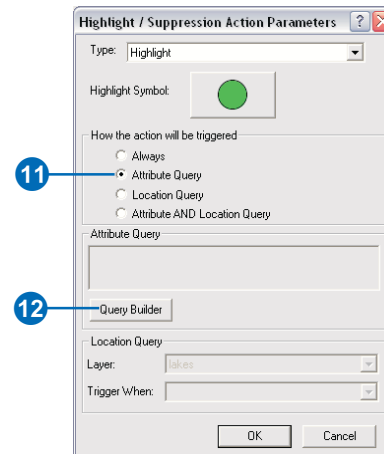 Highlight / Suppression Action Parameters ? X
Type: Highlight
Highlight Symbol:
How the action will be triggered
Always
11 Attribute Query
Location Query
Attribute AND Location Query
Attribute Query
12 Query Builder
Location Query
Layer: lakes
Trigger When:
OK Cancel